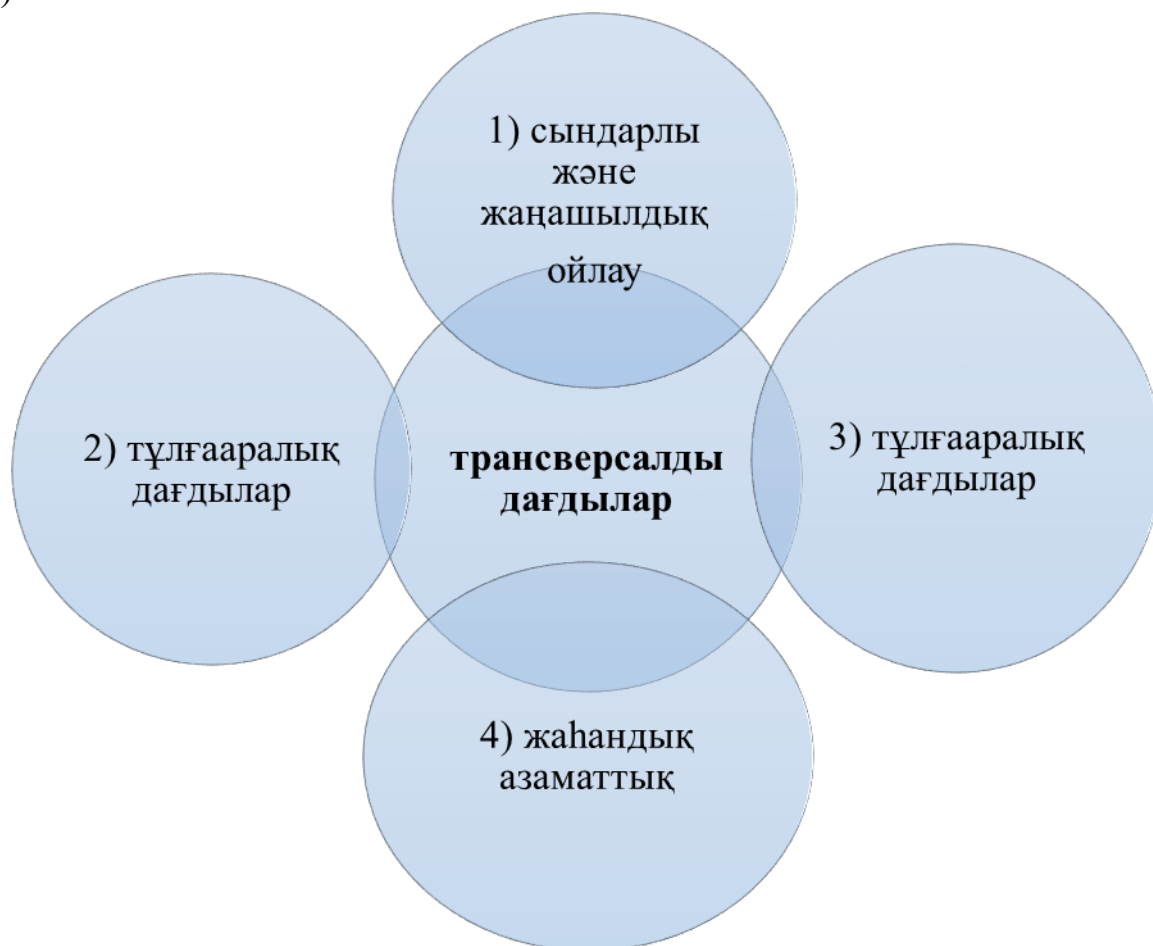 )
1) сындарлы
және
жаңашылдық
ойлау
2) тұлғааралық
дағдылар
трансверсалды
дағдылар
3) тұлғааралық
дағдылар
4) жаһандық
азаматтық